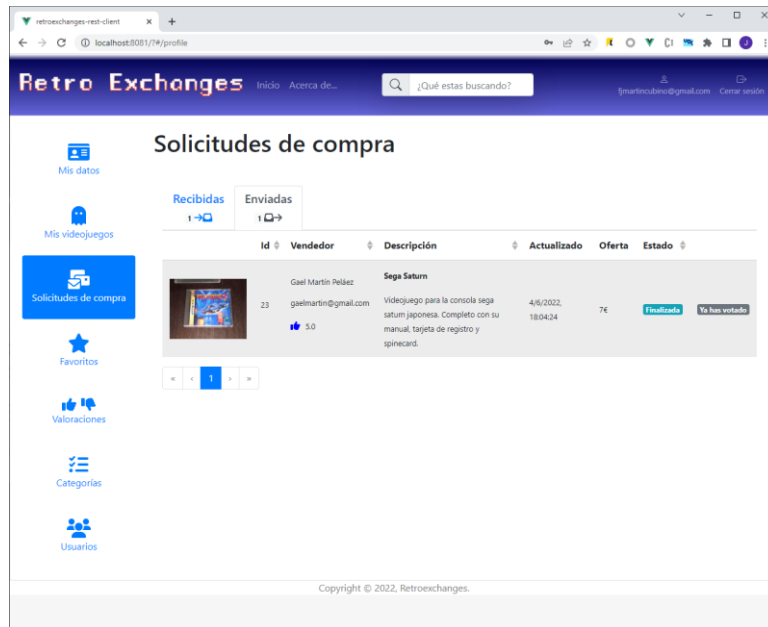 retroexchanges-rest-client
localhost:8081/?#/profile
Retro Exchanges
Inicio Acerca de...
¿Qué estas buscando?
fjmartincubino@gmail.com Cerrar sesión
Mis datos
Mis videojuegos
Solicitudes de compra
Favoritos
Valoraciones
Categorías
Usuarios
Solicitudes de compra
Recibidas
1
Enviadas
1
Id Vendedor Descripción Actualizado Oferta Estado
23
Gael Martín Peláez
gaelmartin@gmail.com
5.0
Sega Saturn
Videojuego para la consola sega
saturn japonesa. Completo con su
manual, tarjeta de registro y
spinecard.
4/6/2022,
18:04:24
7€
Finalizada
Ya has votado
« ‹ 1 › »
Copyright © 2022, Retroexchanges.